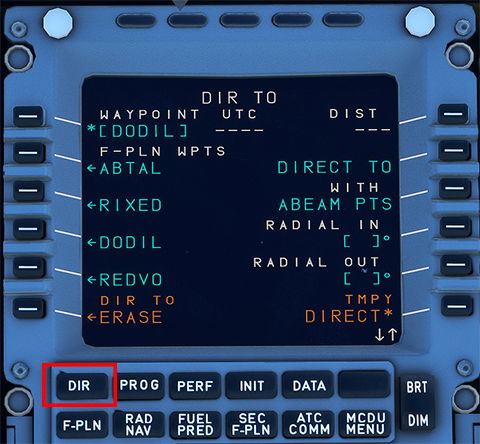 DIR TO
WAYPOINT UTC DIST
*[DODIL] ---- ---
F-PLN WPTS
←ABTAL DIRECT TO
WITH
←RIXED ABEAM PTS
RADIAL IN
←DODIL [ ]°
RADIAL OUT
←REDVO [ ]°
DIR TO TMPY
←ERASE DIRECT*
↓↑
DIR PROG PERF INIT DATA BRT
F-PLN RAD NAV FUEL PRED SEC F-PLN ATC COMM MCDU MENU DIM